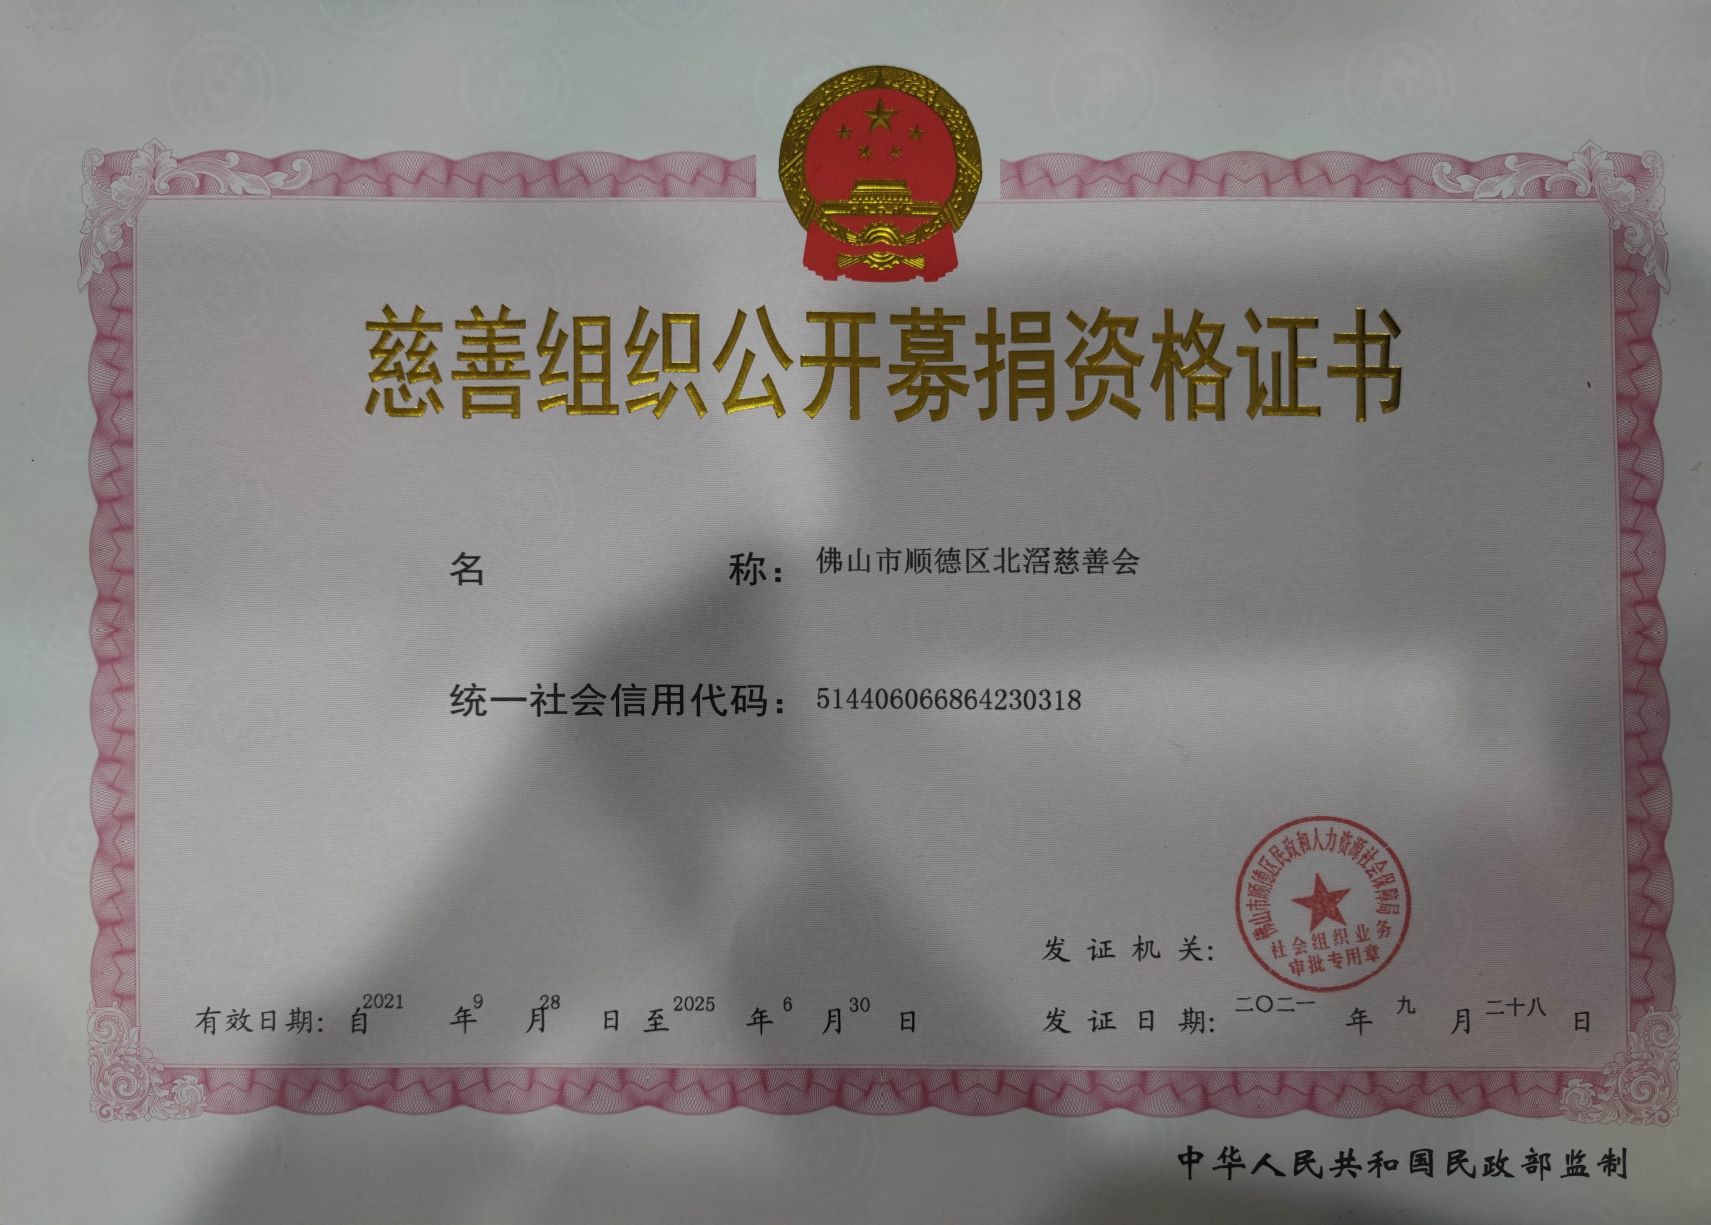 慈善组织公开募捐资格证书
名称：佛山市顺德区北滘慈善会
统一社会信用代码：514406066864230318
佛山市顺德区民政和人力资源社会保障局
社会组织业务
审批专用章
发证机关：
有效日期：自2021年9月28日至2025年6月30日
发证日期：二〇二一年九月二十八日
中华人民共和国民政部监制